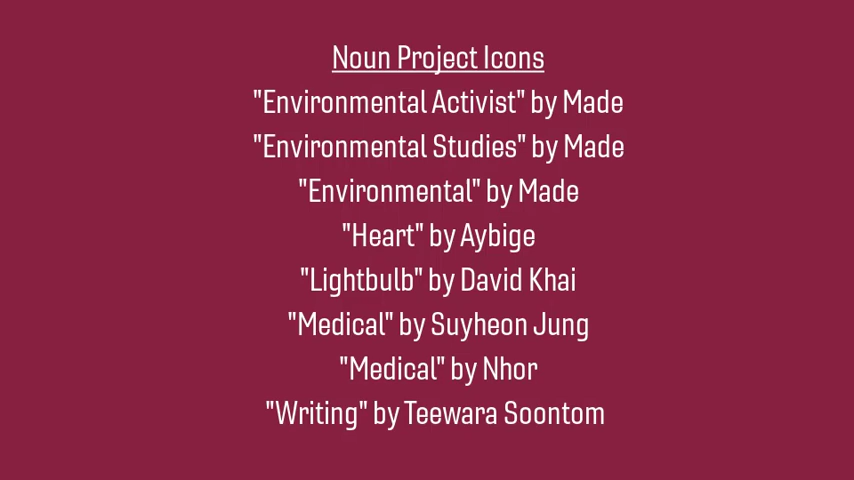 Noun Project Icons
"Environmental Activist" by Made
"Environmental Studies" by Made
"Environmental" by Made
"Heart" by Aybige
"Lightbulb" by David Khai
"Medical" by Suyheon Jung
"Medical" by Nhor
"Writing" by Teewara Soontom